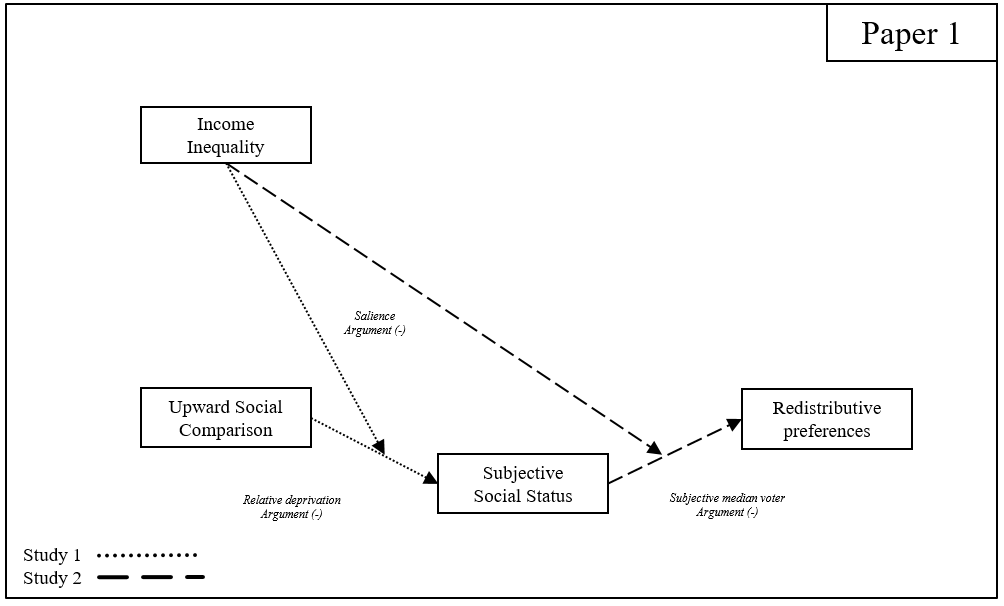 Paper 1
Income
Inequality
Salience
Argument (-)
Upward Social
Comparison
Redistributive
preferences
Subjective
Social Status
Relative deprivation
Argument (-)
Subjective median voter
Argument (-)
Study 1
Study 2